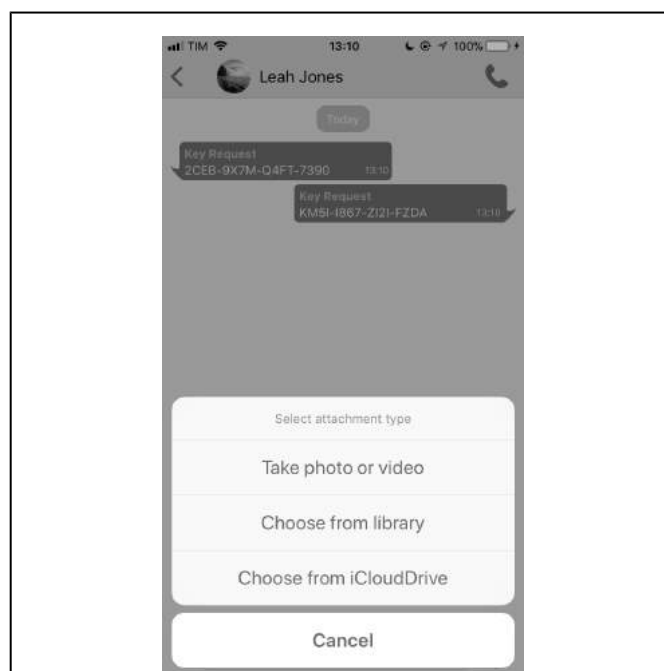 TIM 13:10 100%
Leah Jones
Today
Key Request
2CEB-9X7M-Q4FT-7390 13:10
Key Request
KM5I-I867-ZI2I-FZDA 13:10
Select attachment type
Take photo or video
Choose from library
Choose from iCloudDrive
Cancel